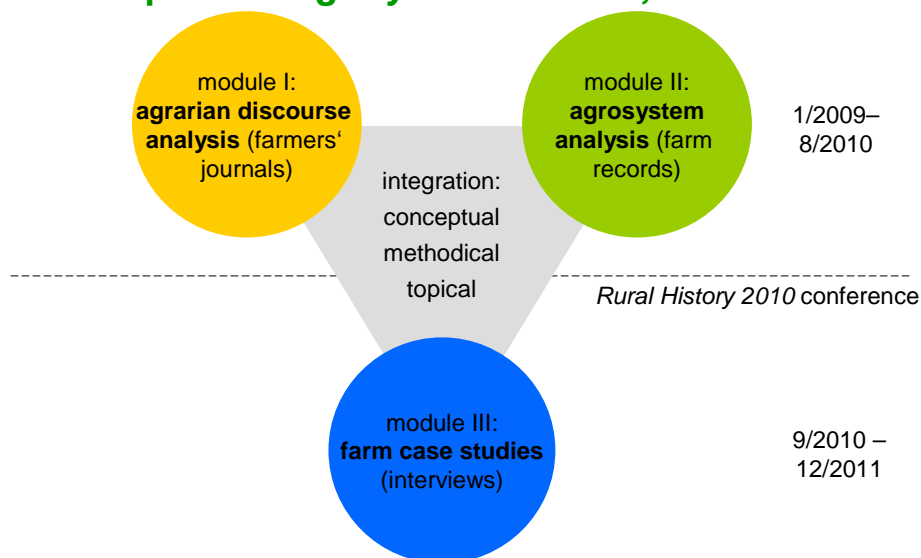 module I:
agrarian discourse
analysis (farmers‘
journals)
module II:
agrosystem
analysis (farm
records)
1/2009–
8/2010
integration:
conceptual
methodical
topical
Rural History 2010 conference
module III:
farm case studies
(interviews)
9/2010 –
12/2011